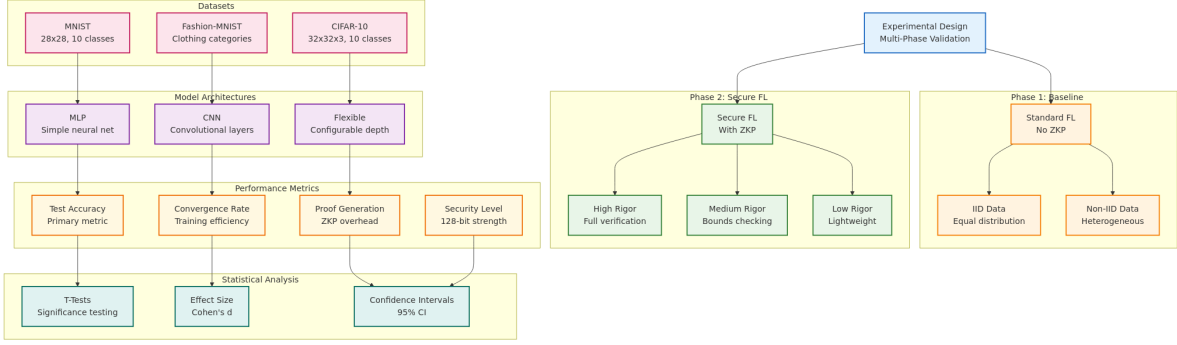 Datasets
MNIST
28x28, 10 classes
Fashion-MNIST
Clothing categories
CIFAR-10
32x32x3, 10 classes
Model Architectures
MLP
Simple neural net
CNN
Convolutional layers
Flexible
Configurable depth
Performance Metrics
Test Accuracy
Primary metric
Convergence Rate
Training efficiency
Proof Generation
ZKP overhead
Security Level
128-bit strength
Statistical Analysis
T-Tests
Significance testing
Effect Size
Cohen's d
Confidence Intervals
95% CI
Experimental Design
Multi-Phase Validation
Phase 2: Secure FL
Secure FL
With ZKP
High Rigor
Full verification
Medium Rigor
Bounds checking
Low Rigor
Lightweight
Phase 1: Baseline
Standard FL
No ZKP
IID Data
Equal distribution
Non-IID Data
Heterogeneous